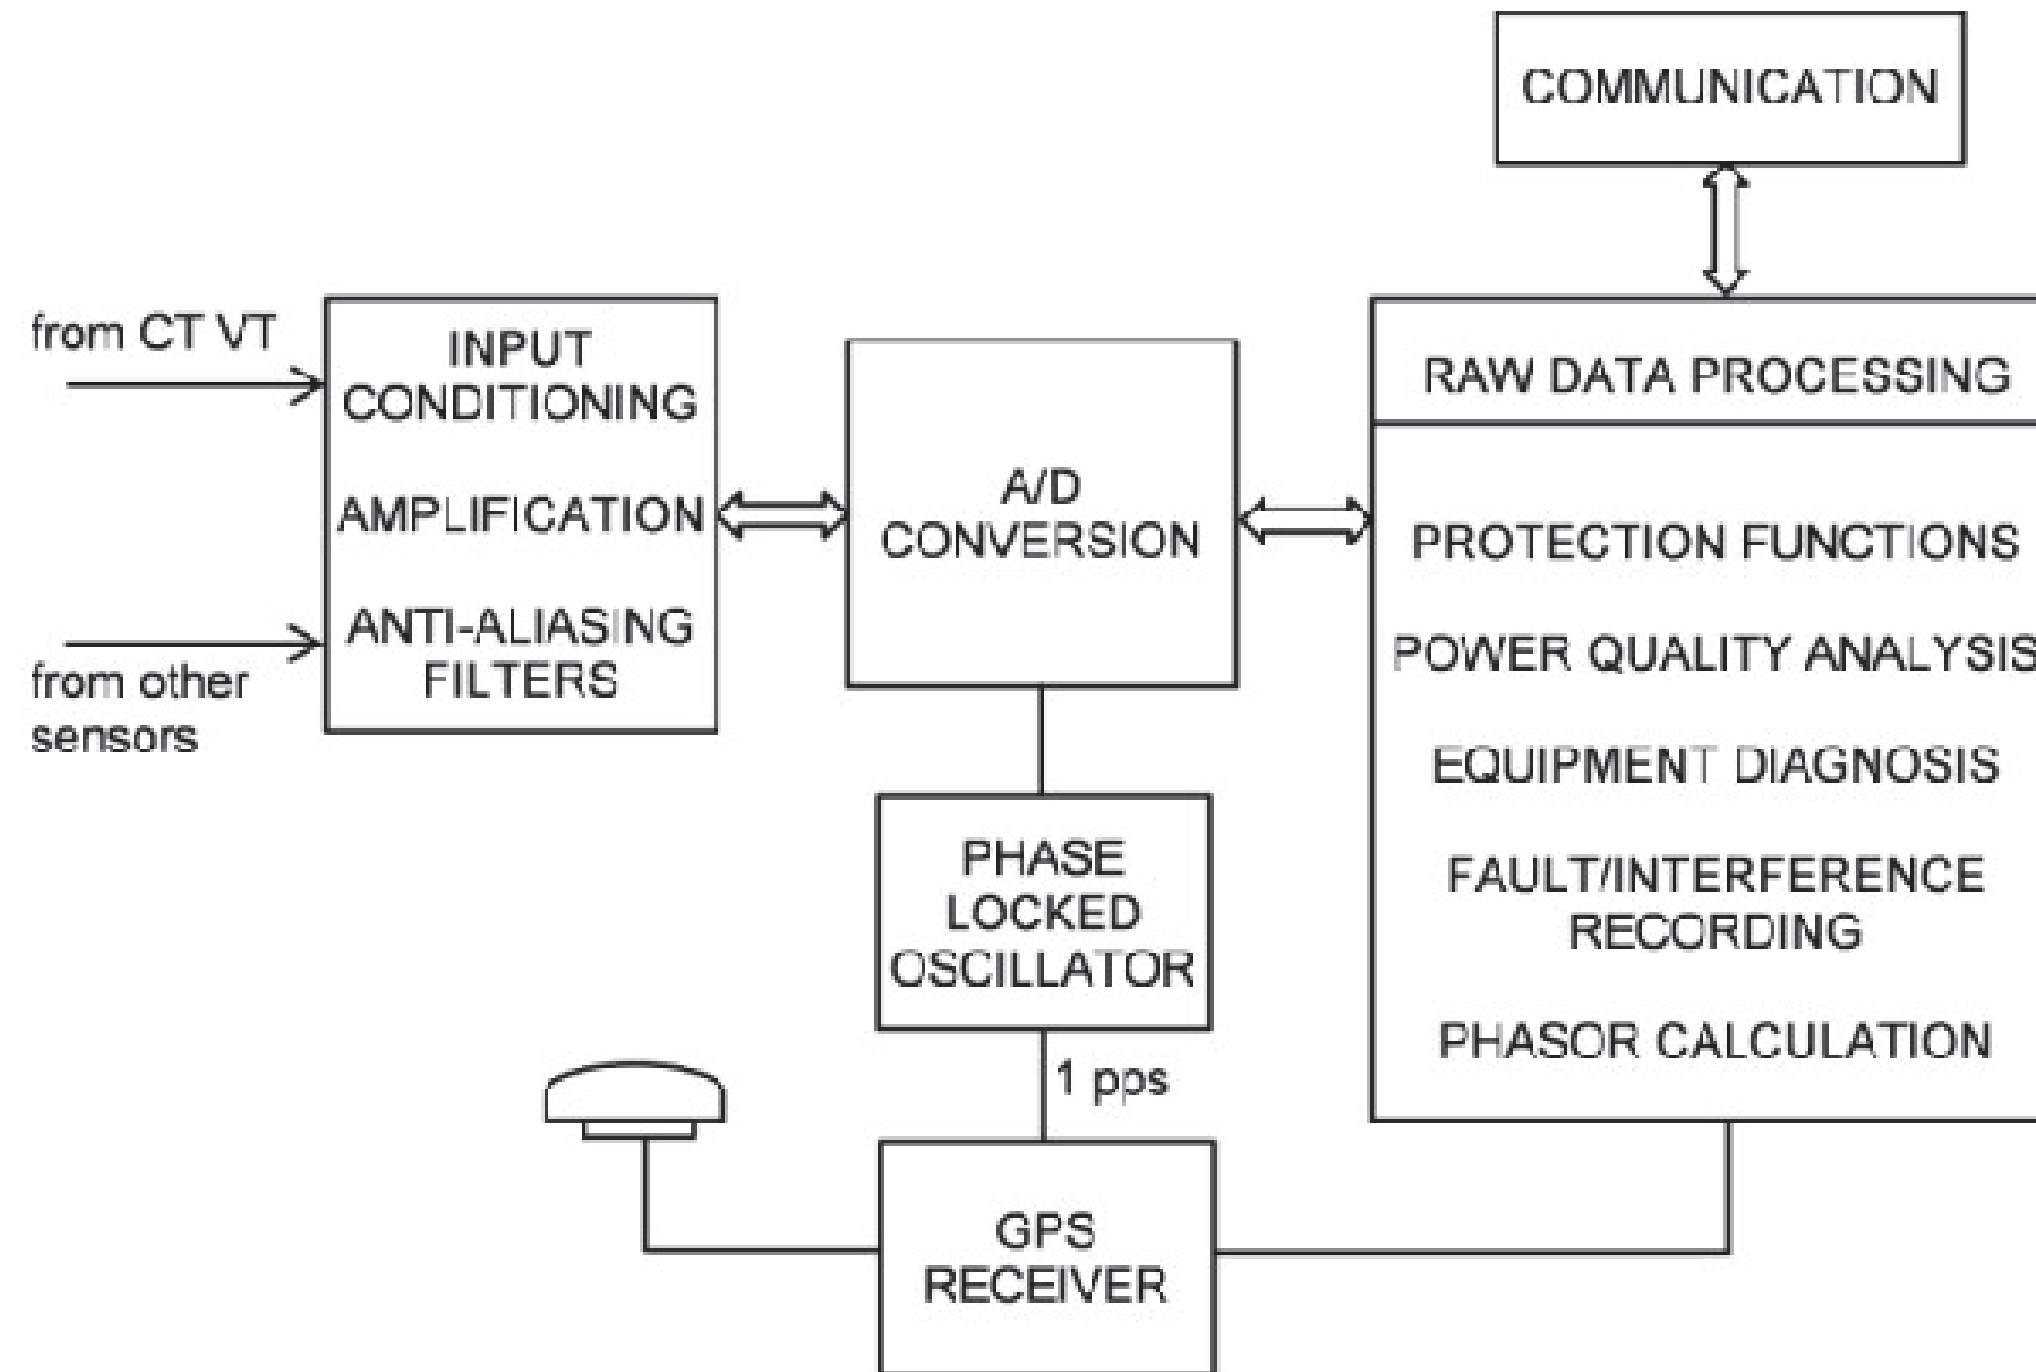 COMMUNICATION
from CT VT
INPUT
CONDITIONING
AMPLIFICATION
ANTI-ALIASING
FILTERS
from other
sensors
A/D
CONVERSION
RAW DATA PROCESSING
PROTECTION FUNCTIONS
POWER QUALITY ANALYSIS
EQUIPMENT DIAGNOSIS
FAULT/INTERFERENCE
RECORDING
PHASOR CALCULATION
PHASE
LOCKED
OSCILLATOR
1 pps
GPS
RECEIVER